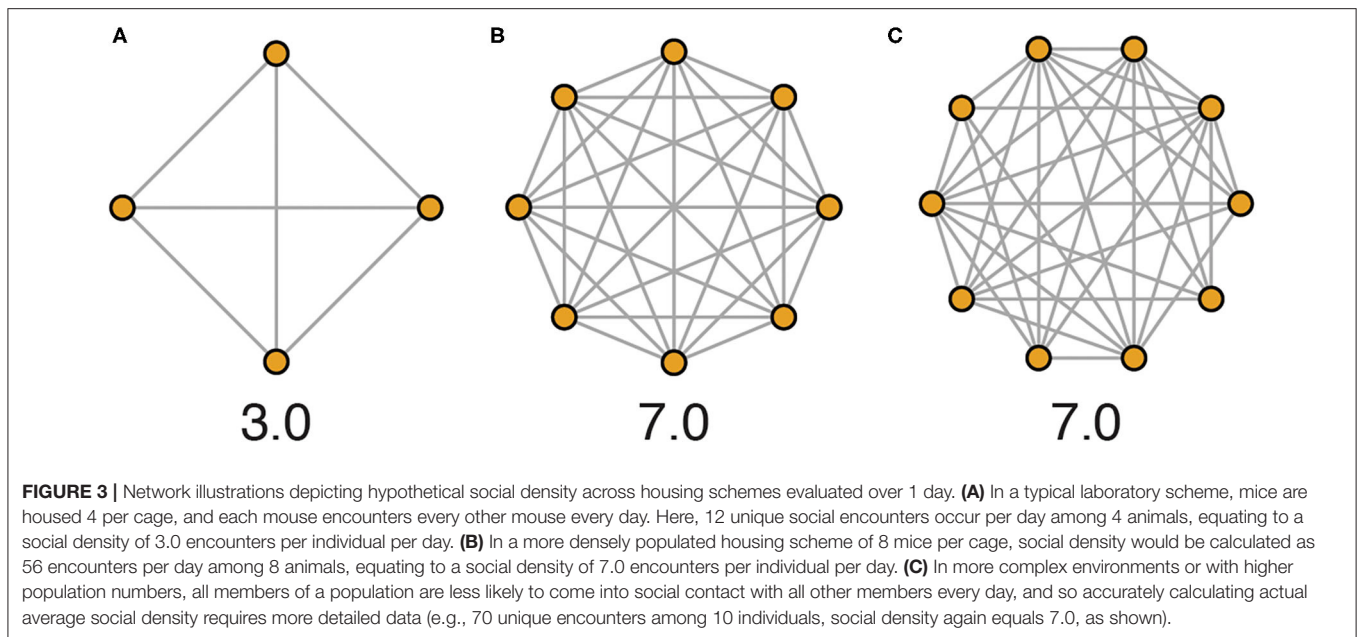 A
B
C
3.0
7.0
7.0
FIGURE 3 | Network illustrations depicting hypothetical social density across housing schemes evaluated over 1 day. (A) In a typical laboratory scheme, mice are
housed 4 per cage, and each mouse encounters every other mouse every day. Here, 12 unique social encounters occur per day among 4 animals, equating to a
social density of 3.0 encounters per individual per day. (B) In a more densely populated housing scheme of 8 mice per cage, social density would be calculated as
56 encounters per day among 8 animals, equating to a social density of 7.0 encounters per individual per day. (C) In more complex environments or with higher
population numbers, all members of a population are less likely to come into social contact with all other members every day, and so accurately calculating actual
average social density requires more detailed data (e.g., 70 unique encounters among 10 individuals, social density again equals 7.0, as shown).